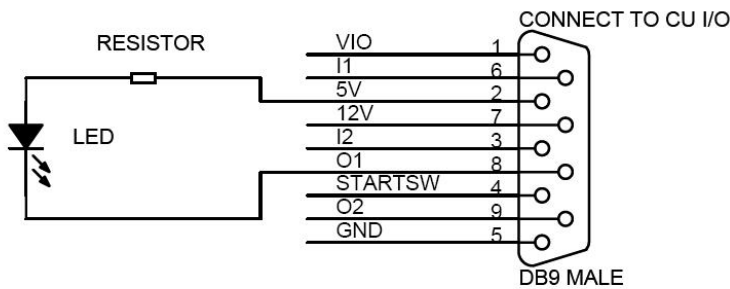 CONNECT TO CU I/O
RESISTOR
VIO 1
I1 6
5V 2
12V 7
LED
I2 3
O1 8
STARTSW 4
O2 9
GND 5
DB9 MALE